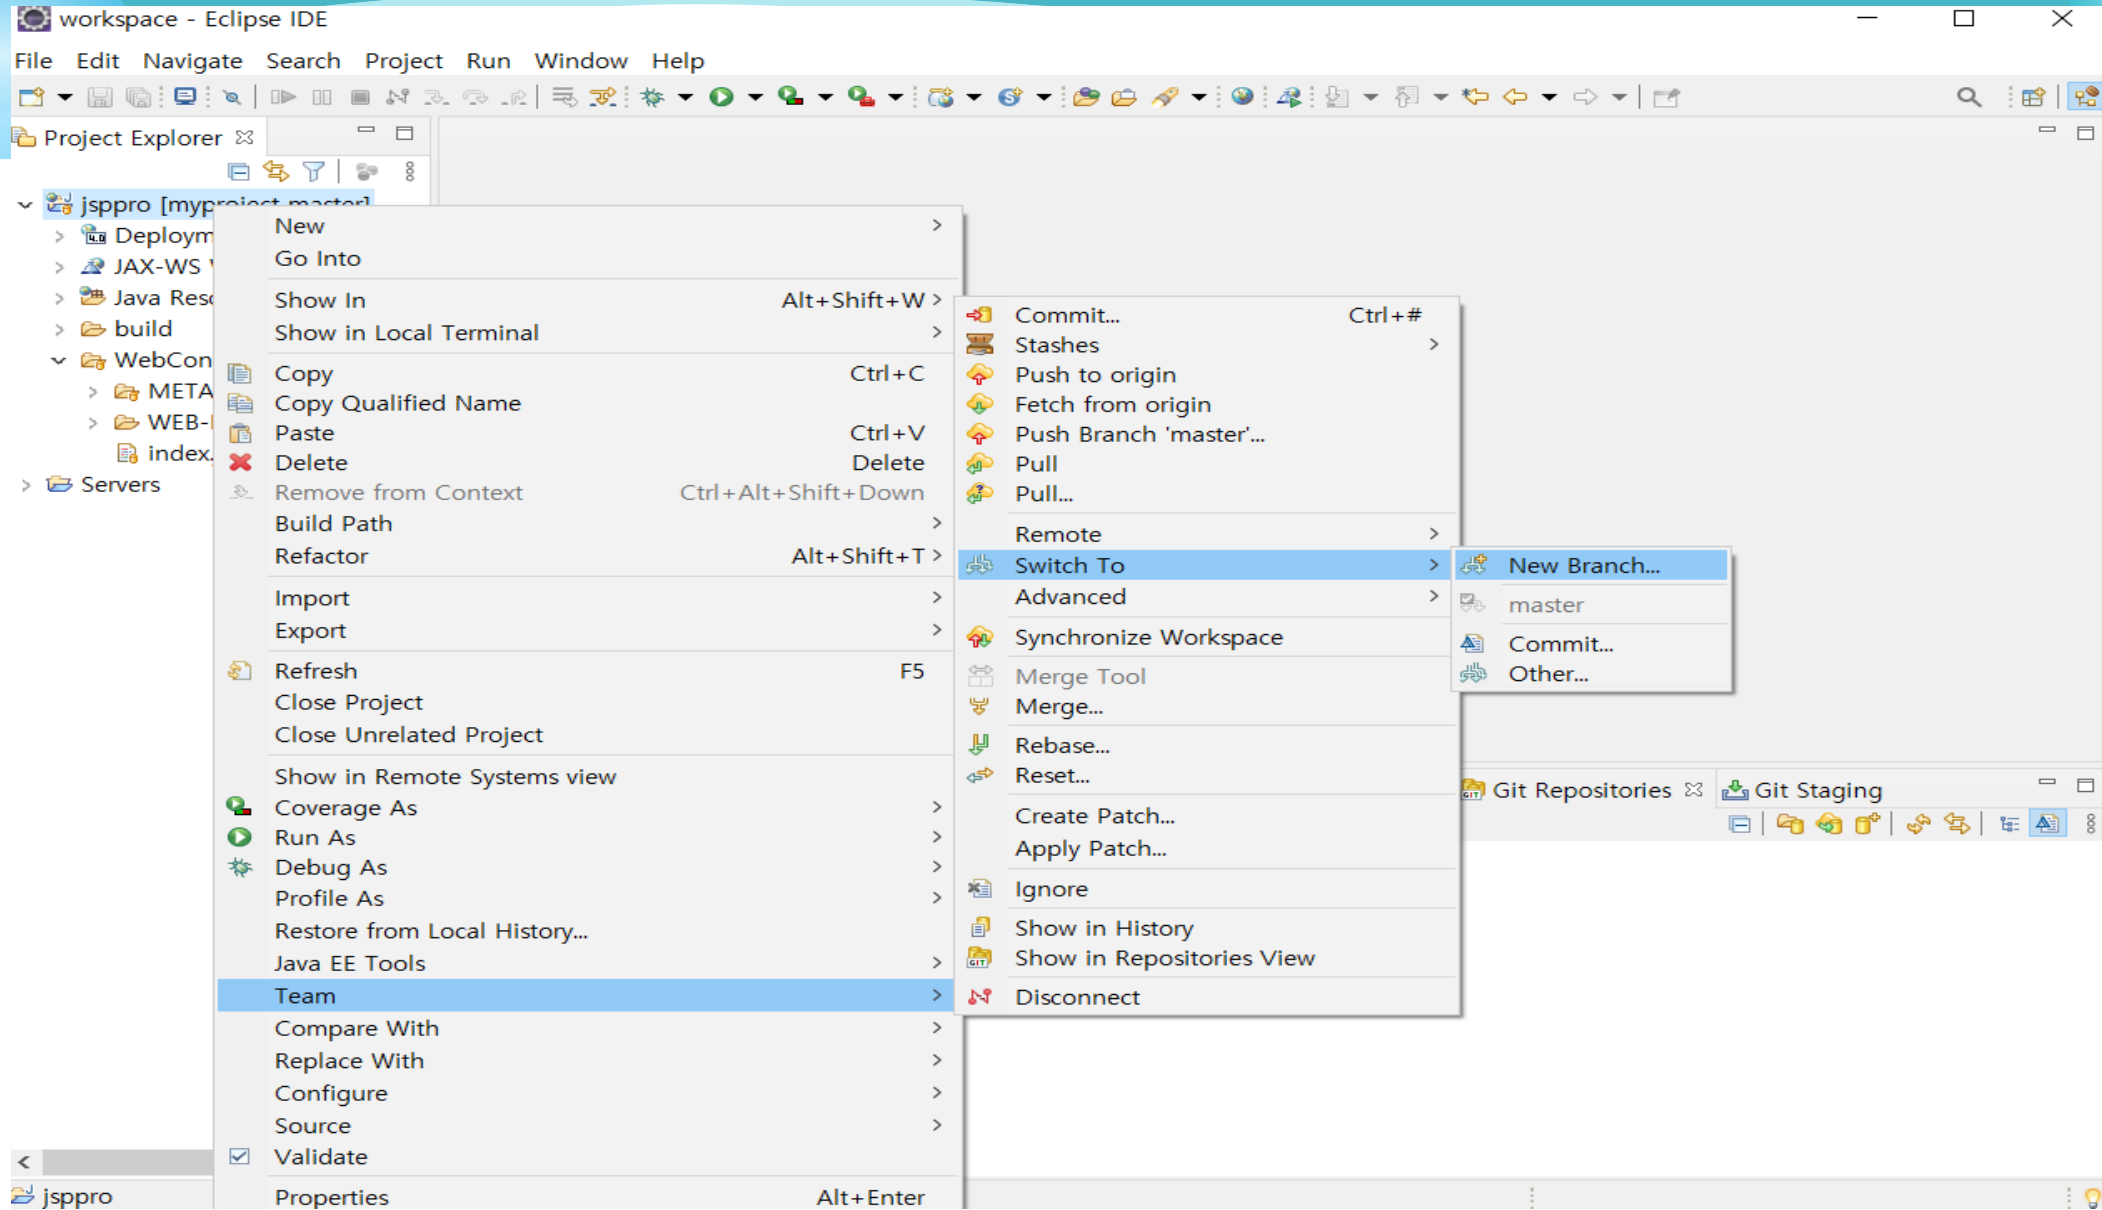 workspace - Eclipse IDE
File Edit Navigate Search Project Run Window Help
Project Explorer
jsppro [myproject master]
Deploym
JAX-WS
Java Res
build
WebCon
META
WEB-
index.
Servers
New
Go Into
Show In Alt+Shift+W
Show in Local Terminal
Copy Ctrl+C
Copy Qualified Name
Paste Ctrl+V
Delete Delete
Remove from Context Ctrl+Alt+Shift+Down
Build Path
Refactor Alt+Shift+T
Import
Export
Refresh F5
Close Project
Close Unrelated Project
Show in Remote Systems view
Coverage As
Run As
Debug As
Profile As
Restore from Local History...
Java EE Tools
Team
Compare With
Replace With
Configure
Source
Validate
Properties Alt+Enter
Commit... Ctrl+#
Stashes
Push to origin
Fetch from origin
Push Branch 'master'...
Pull
Pull...
Remote
Switch To
Advanced
Synchronize Workspace
Merge Tool
Merge...
Rebase...
Reset...
Create Patch...
Apply Patch...
Ignore
Show in History
Show in Repositories View
Disconnect
New Branch...
master
Commit...
Other...
Git Repositories
Git Staging
jsppro